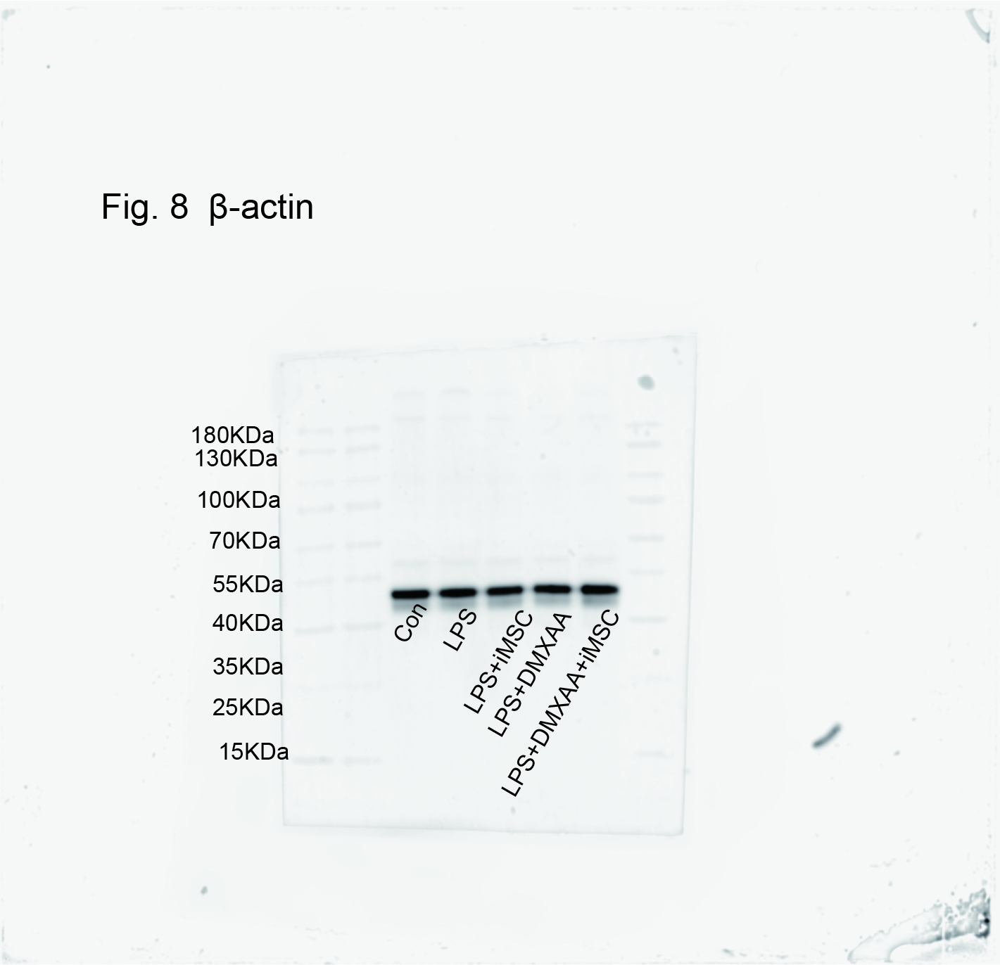 Fig. 8 β-actin
180KDa
130KDa
100KDa
70KDa
55KDa
40KDa
35KDa
25KDa
15KDa
Con
LPS
LPS+iMSC
LPS+DMXAA
LPS+DMXAA+iMSC